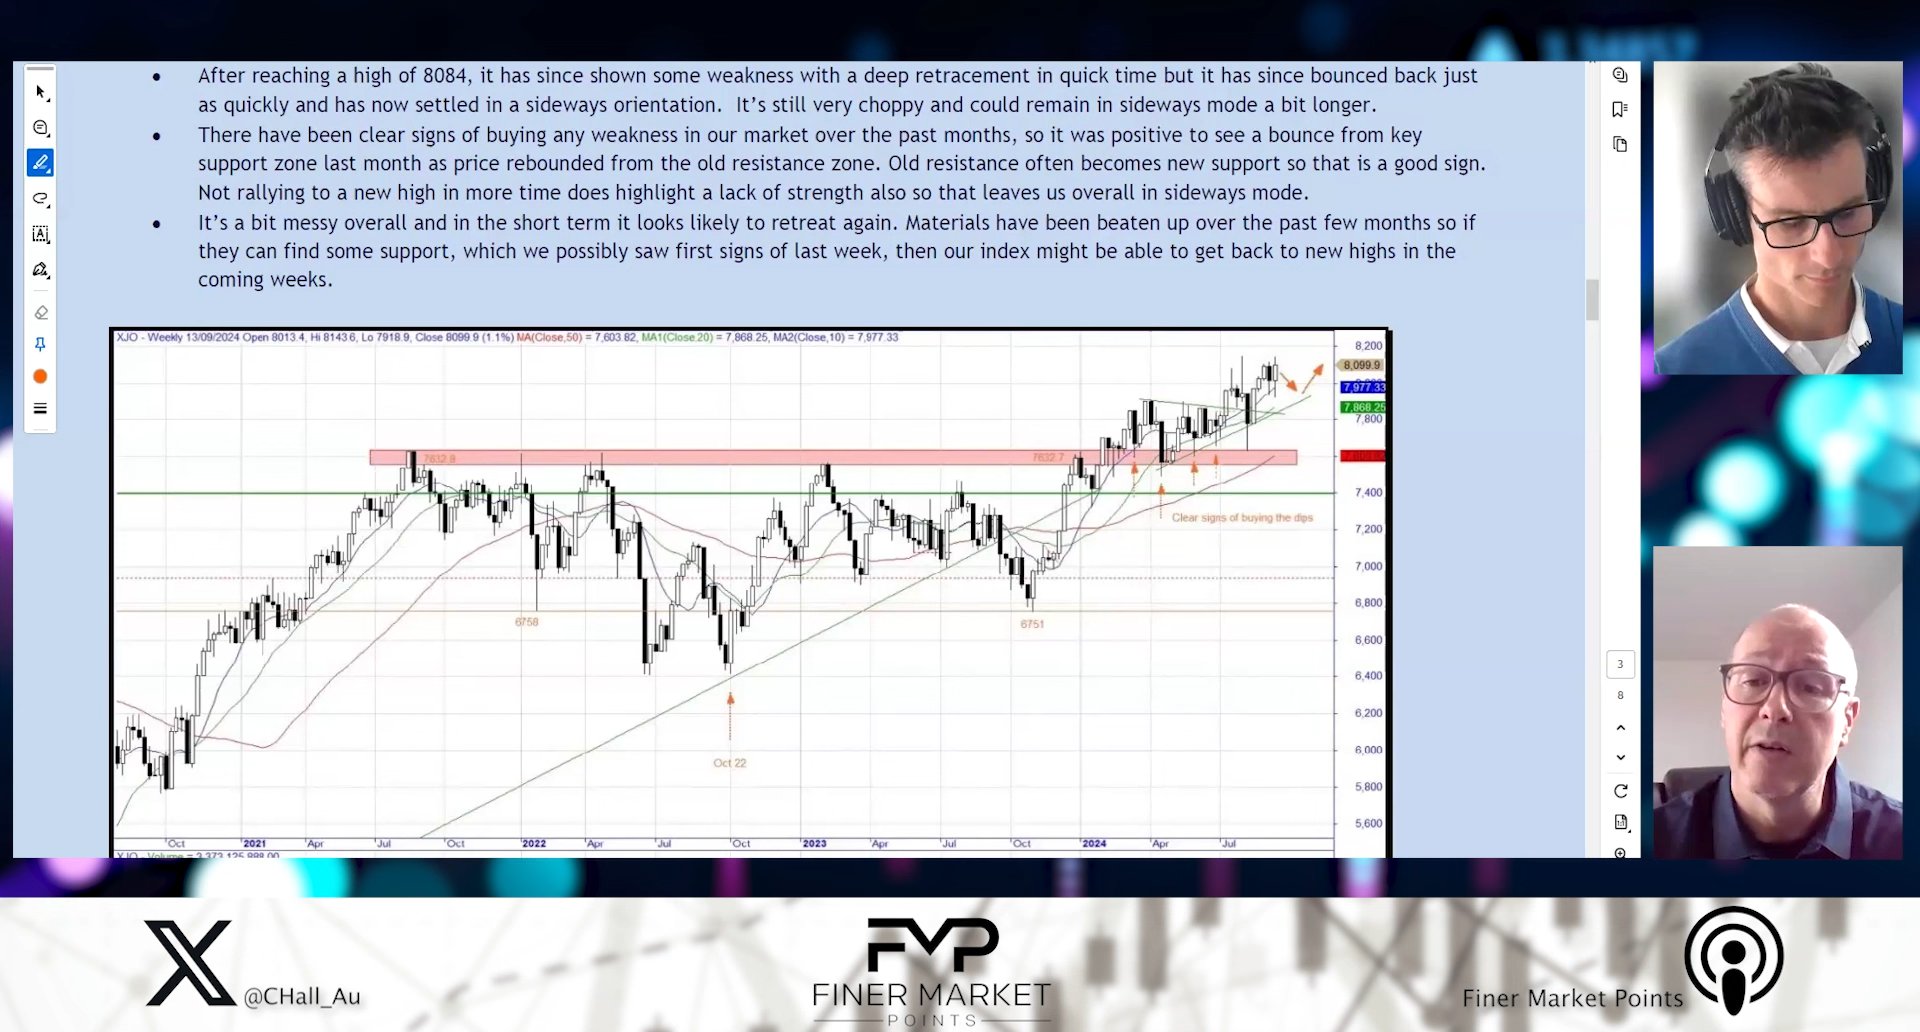 After reaching a high of 8084, it has since shown some weakness with a deep retracement in quick time but it has since bounced back just
as quickly and has now settled in a sideways orientation. It’s still very choppy and could remain in sideways mode a bit longer.
There have been clear signs of buying any weakness in our market over the past months, so it was positive to see a bounce from key
support zone last month as price rebounded from the old resistance zone. Old resistance often becomes new support so that is a good sign.
Not rallying to a new high in more time does highlight a lack of strength also so that leaves us overall in sideways mode.
It’s a bit messy overall and in the short term it looks likely to retreat again. Materials have been beaten up over the past few months so if
they can find some support, which we possibly saw first signs of last week, then our index might be able to get back to new highs in the
coming weeks.
XJO - Weekly 13/09/2024 Open 8013.4, Hi 8143.6, Lo 7918.9, Close 8099.9 (1.1%) MA(Close,50) = 7,603.82, MA1(Close,20) = 7,868.25, MA2(Close,10) = 7,977.33
8,200
8,099.9
7,977.33
7,868.25
7,800
7632.8
7632.7
7,400
Clear signs of buying the dips
7,200
7,000
6,800
6758
6751
6,600
6,400
6,200
Oct 22
6,000
5,800
5,600
Oct 2021 Apr Jul Oct 2022 Apr Jul Oct 2023 Apr Jul Oct 2024 Apr Jul
XJO - Volume = 3,373,125,888.00
3
8
@CHall_Au
FMP
FINER MARKET
POINTS
Finer Market Points